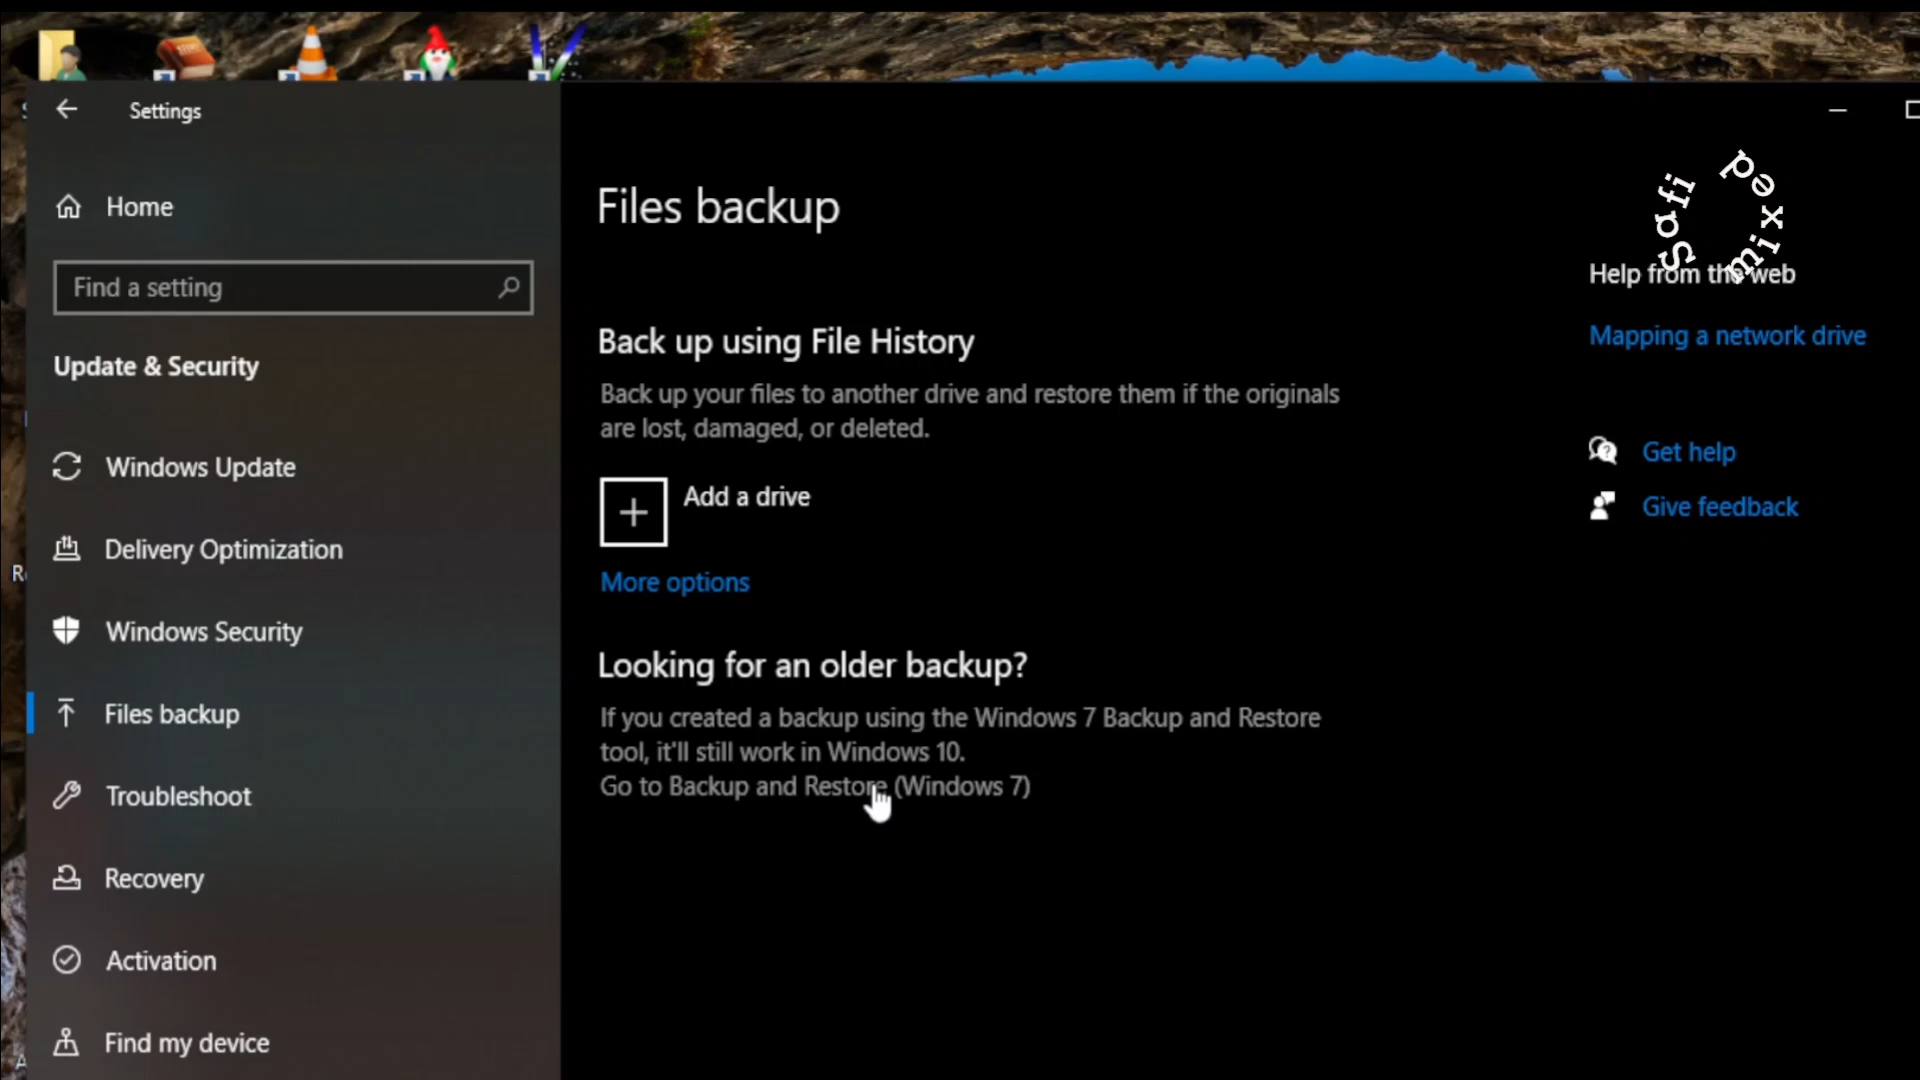 Settings
Home
Find a setting
Update & Security
Windows Update
Delivery Optimization
Windows Security
Files backup
Troubleshoot
Recovery
Activation
Find my device
Files backup
Back up using File History
Back up your files to another drive and restore them if the originals
are lost, damaged, or deleted.
Add a drive
More options
Looking for an older backup?
If you created a backup using the Windows 7 Backup and Restore
tool, it'll still work in Windows 10.
Go to Backup and Restore (Windows 7)
Safi mixed
Help from the web
Mapping a network drive
Get help
Give feedback